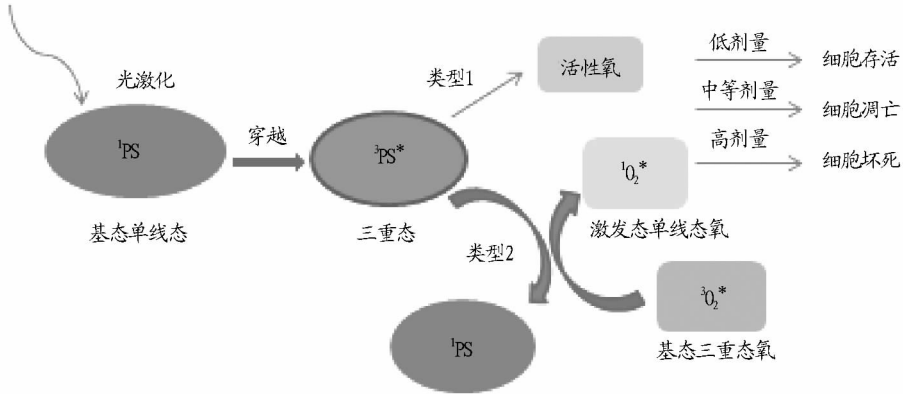 光激化
¹PS
基态单线态
穿越
³PS*
三重态
类型1
活性氧
低剂量
细胞存活
中等剂量
细胞凋亡
高剂量
细胞坏死
¹O₂*
激发态单线态氧
类型2
³O₂*
基态三重态氧
¹PS